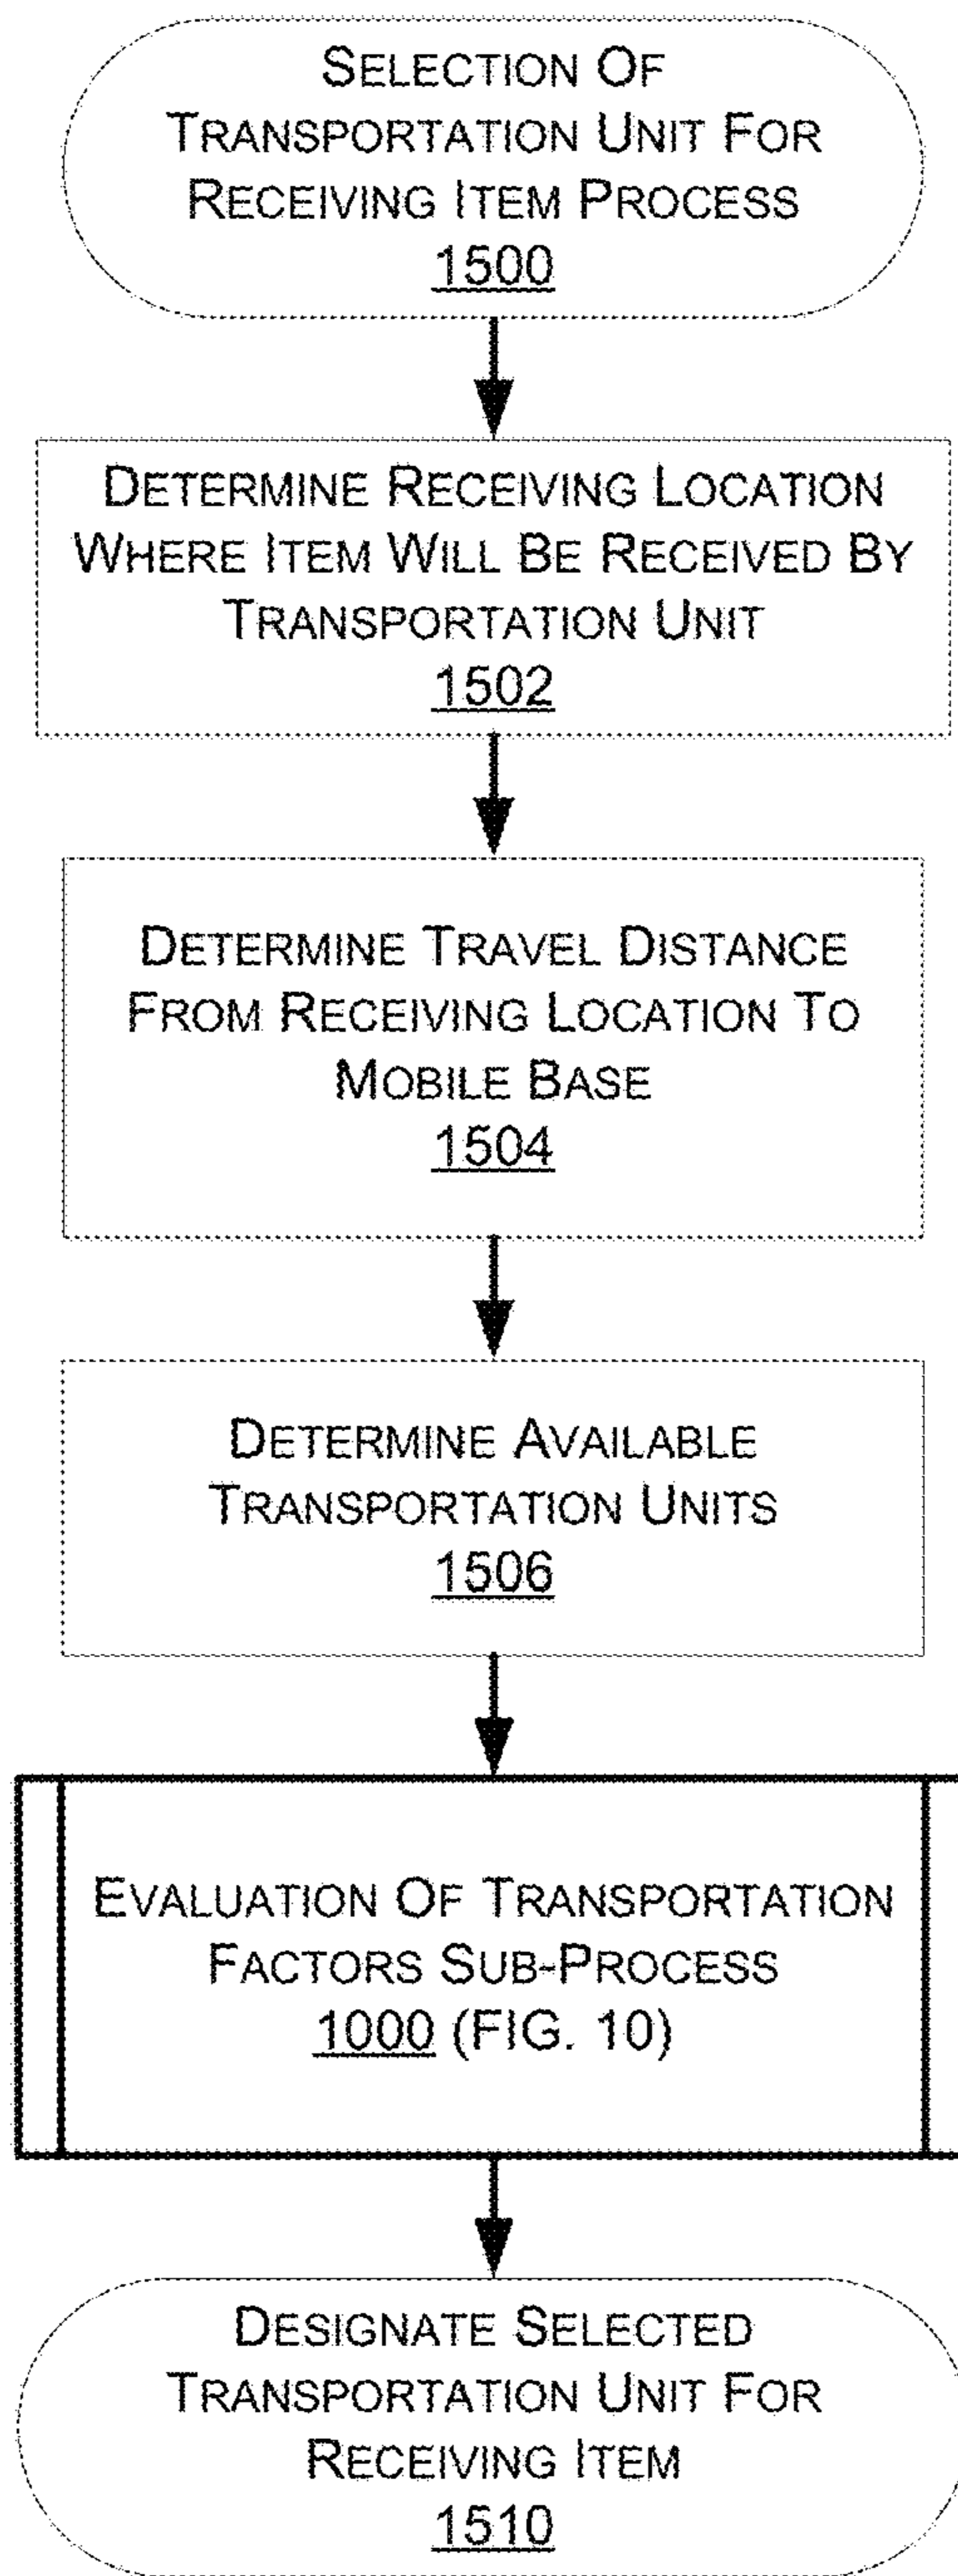 SELECTION OF
TRANSPORTATION UNIT FOR
RECEIVING ITEM PROCESS
1500
DETERMINE RECEIVING LOCATION
WHERE ITEM WILL BE RECEIVED BY
TRANSPORTATION UNIT
1502
DETERMINE TRAVEL DISTANCE
FROM RECEIVING LOCATION TO
MOBILE BASE
1504
DETERMINE AVAILABLE
TRANSPORTATION UNITS
1506
EVALUATION OF TRANSPORTATION
FACTORS SUB-PROCESS
1000 (FIG. 10)
DESIGNATE SELECTED
TRANSPORTATION UNIT FOR
RECEIVING ITEM
1510